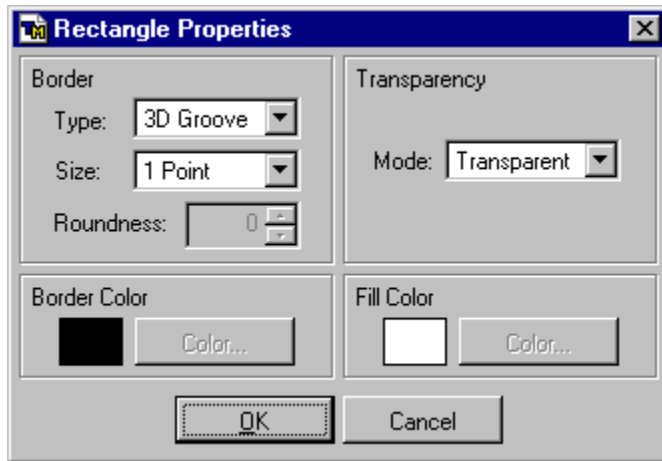 TM Rectangle Properties
Border
Type: 3D Groove
Size: 1 Point
Roundness: 0
Transparency
Mode: Transparent
Border Color
Color...
Fill Color
Color...
OK
Cancel